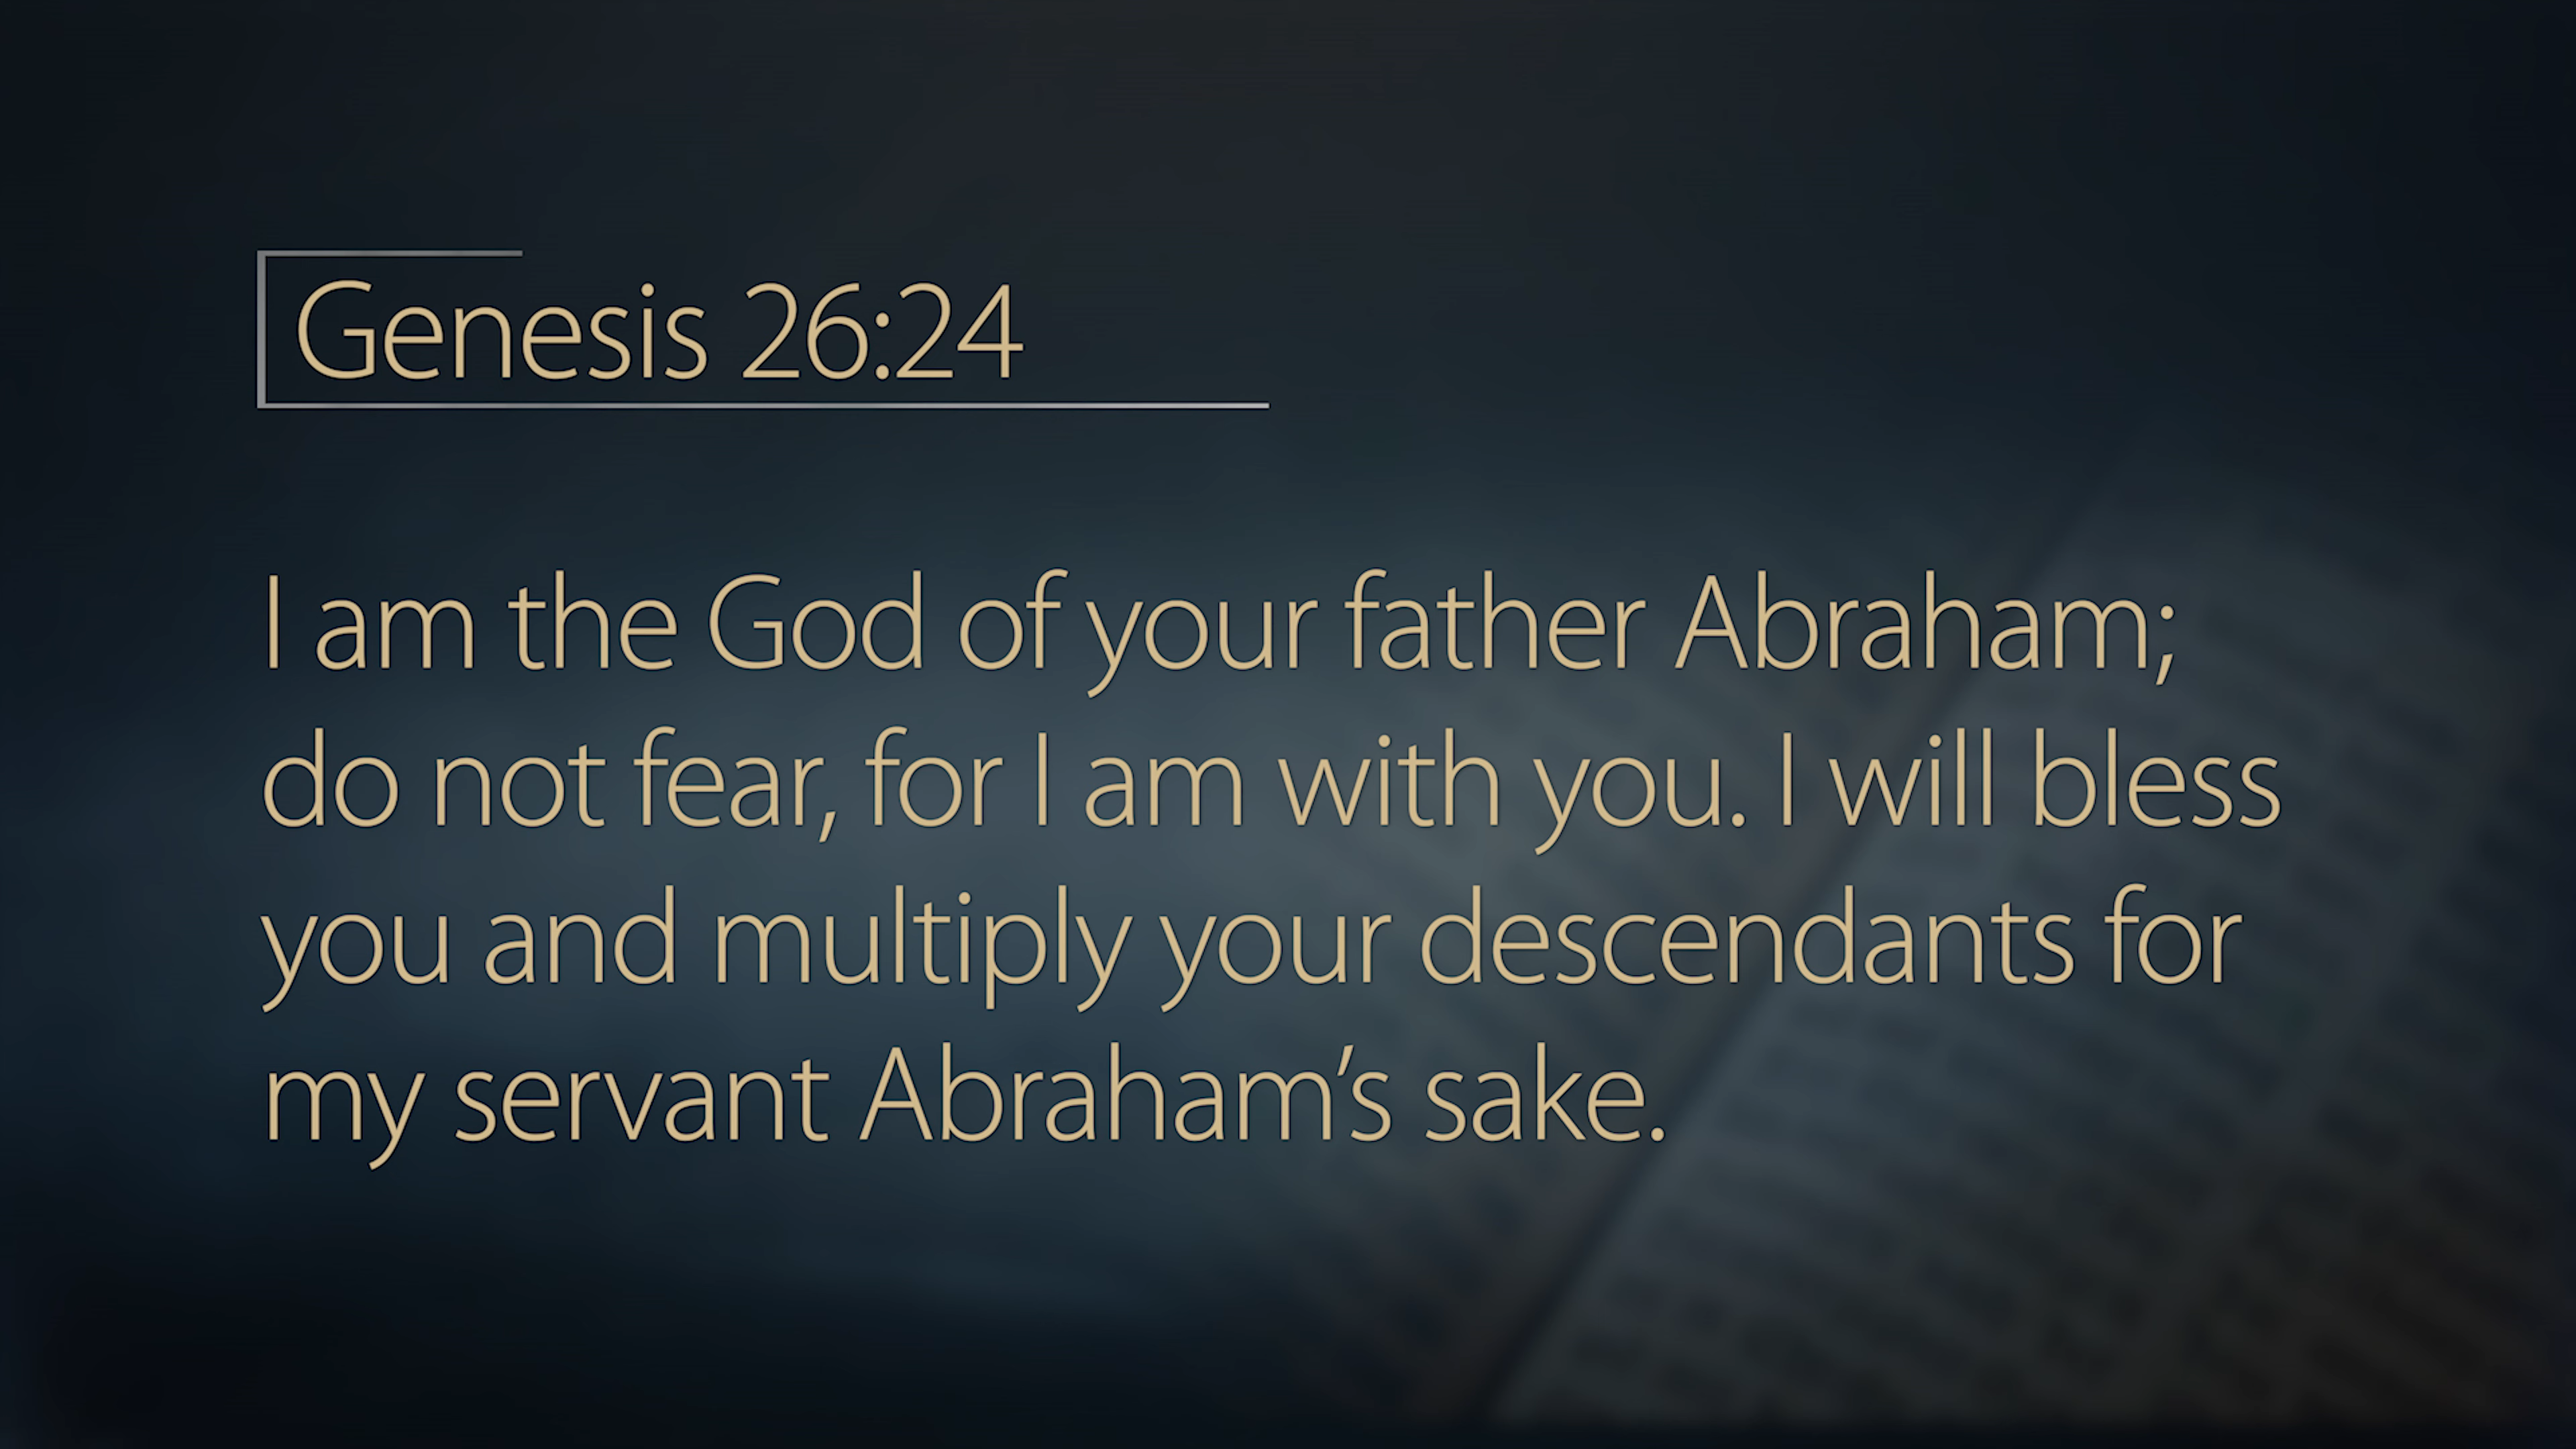 Genesis 26:24
I am the God of your father Abraham;
do not fear, for I am with you. I will bless
you and multiply your descendants for
my servant Abraham’s sake.